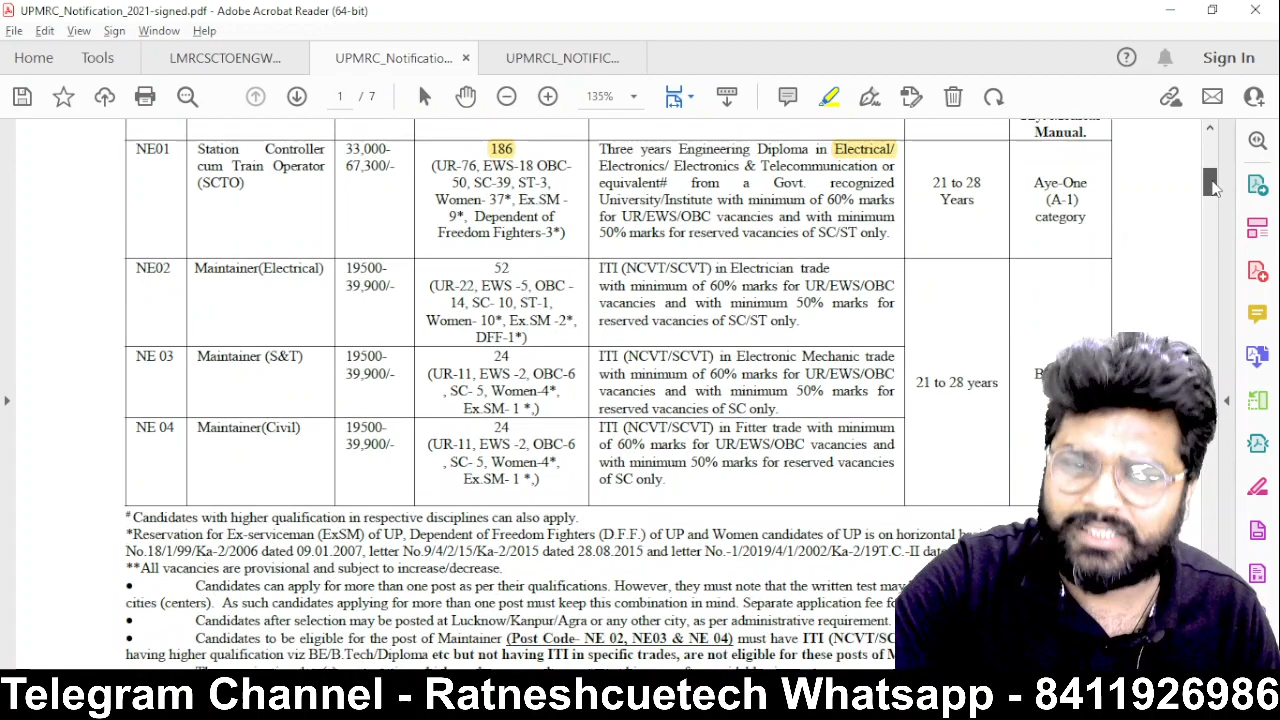 UPMRC_Notification_2021-signed.pdf - Adobe Acrobat Reader (64-bit)
File Edit View Sign Window Help
Home Tools LMRCSCTOENGW... UPMRC_Notificatio... UPMRCL_NOTIFIC... Sign In
1 / 7 135%
Manual.
NE01 Station Controller cum Train Operator (SCTO)
33,000-
67,300/-
186
(UR-76, EWS-18 OBC-
50, SC-39, ST-3,
Women- 37*, Ex.SM -
9*, Dependent of
Freedom Fighters-3*)
Three years Engineering Diploma in Electrical/
Electronics/ Electronics & Telecommunication or
equivalent# from a Govt. recognized
University/Institute with minimum of 60% marks
for UR/EWS/OBC vacancies and with minimum
50% marks for reserved vacancies of SC/ST only.
21 to 28
Years
Aye-One
(A-1)
category
NE02 Maintainer(Electrical)
19500-
39,900/-
52
(UR-22, EWS -5, OBC -
14, SC- 10, ST-1,
Women- 10*, Ex.SM -2*,
DFF-1*)
ITI (NCVT/SCVT) in Electrician trade
with minimum of 60% marks for UR/EWS/OBC
vacancies and with minimum 50% marks for
reserved vacancies of SC/ST only.
NE 03 Maintainer (S&T)
19500-
39,900/-
24
(UR-11, EWS -2, OBC-6
, SC- 5, Women-4*,
Ex.SM- 1 *,)
ITI (NCVT/SCVT) in Electronic Mechanic trade
with minimum of 60% marks for UR/EWS/OBC
vacancies and with minimum 50% marks for
reserved vacancies of SC only.
21 to 28 years
NE 04 Maintainer(Civil)
19500-
39,900/-
24
(UR-11, EWS -2, OBC-6
, SC- 5, Women-4*,
Ex.SM- 1 *,)
ITI (NCVT/SCVT) in Fitter trade with minimum
of 60% marks for UR/EWS/OBC vacancies and
with minimum 50% marks for reserved vacancies
of SC only.
# Candidates with higher qualification in respective disciplines can also apply.
*Reservation for Ex-serviceman (ExSM) of UP, Dependent of Freedom Fighters (D.F.F.) of UP and Women candidates of UP is on horizontal
No.18/1/99/Ka-2/2006 dated 09.01.2007, letter No.9/4/2/15/Ka-2/2015 dated 28.08.2015 and letter No.-1/2019/4/1/2002/Ka-2/19T.C.-II
**All vacancies are provisional and subject to increase/decrease.
• Candidates can apply for more than one post as per their qualifications. However, they must note that the written test may
cities (centers). As such candidates applying for more than one post must keep this combination in mind. Separate application fee
• Candidates after selection may be posted at Lucknow/Kanpur/Agra or any other city, as per administrative requirement.
• Candidates to be eligible for the post of Maintainer (Post Code- NE 02, NE03 & NE 04) must have ITI
having higher qualification viz BE/B.Tech/Diploma etc but not having ITI in specific trades, are not eligible for these posts of
Telegram Channel - Ratneshcuetech Whatsapp - 8411926986